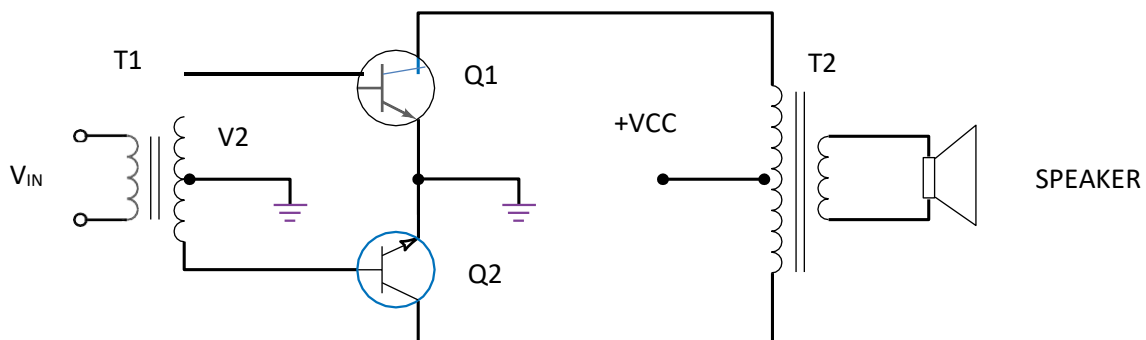 T1
Q1
T2
V2
+VCC
VIN
SPEAKER
Q2